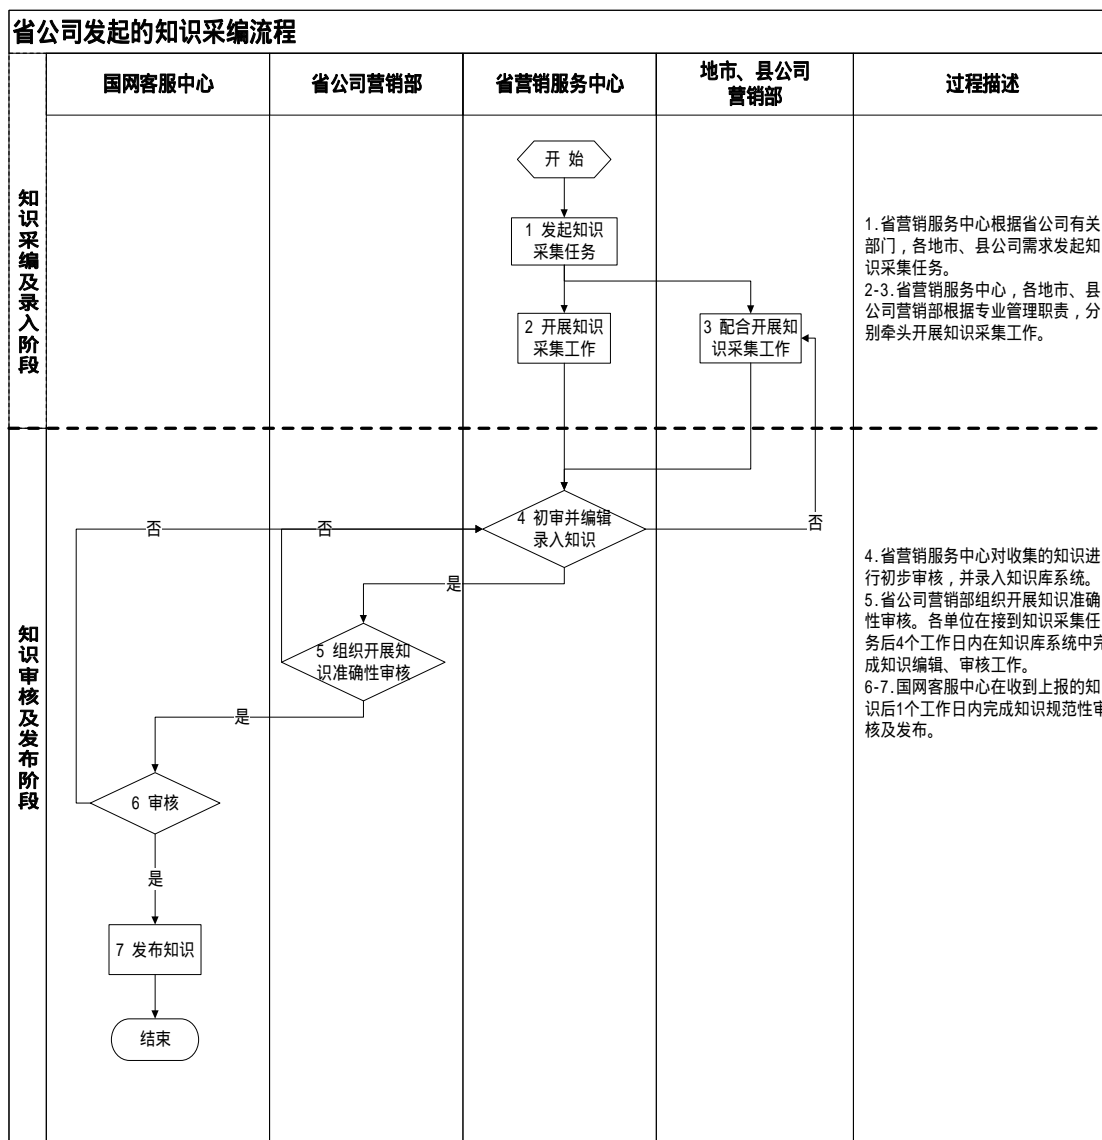 省公司发起的知识采编流程
国网客服中心
省公司营销部
省营销服务中心
地市、县公司
营销部
过程描述
知识采编及录入阶段
开 始
1 发起知识
采集任务
2 开展知识
采集工作
3 配合开展知
识采集工作
1.省营销服务中心根据省公司有关
部门，各地市、县公司需求发起知
识采集任务。
2-3.省营销服务中心，各地市、县
公司营销部根据专业管理职责，分
别牵头开展知识采集工作。
知识审核及发布阶段
4 初审并编辑
录入知识
否
否
否
是
5 组织开展知
识准确性审核
是
6 审核
是
7 发布知识
结束
4.省营销服务中心对收集的知识进
行初步审核，并录入知识库系统。
5.省公司营销部组织开展知识准确
性审核。各单位在接到知识采集任
务后4个工作日内在知识库系统中完
成知识编辑、审核工作。
6-7.国网客服中心在收到上报的知
识后1个工作日内完成知识规范性审
核及发布。